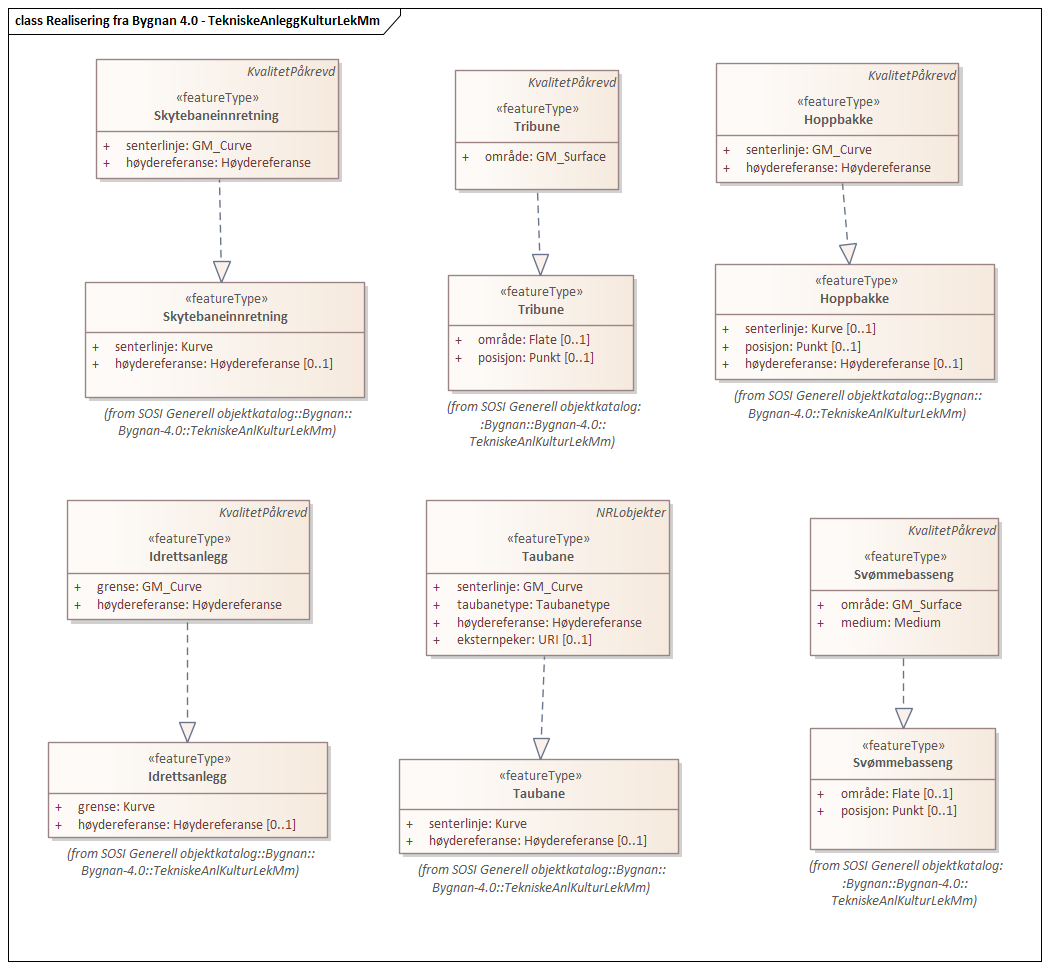 class Realisering fra Bygnan 4.0 - TekniskeAnleggKulturLekMm
KvalitetPåkrevd
«featureType»
Skytebaneinnretning
+ senterlinje: GM_Curve
+ høydereferanse: Høydereferanse
KvalitetPåkrevd
«featureType»
Tribune
+ område: GM_Surface
KvalitetPåkrevd
«featureType»
Hoppbakke
+ senterlinje: GM_Curve
+ høydereferanse: Høydereferanse
«featureType»
Skytebaneinnretning
+ senterlinje: Kurve
+ høydereferanse: Høydereferanse [0..1]
(from SOSI Generell objektkatalog::Bygnan::
Bygnan-4.0::TekniskeAnlKulturLekMm)
«featureType»
Tribune
+ område: Flate [0..1]
+ posisjon: Punkt [0..1]
(from SOSI Generell objektkatalog:
:Bygnan::Bygnan-4.0::
TekniskeAnlKulturLekMm)
«featureType»
Hoppbakke
+ senterlinje: Kurve [0..1]
+ posisjon: Punkt [0..1]
+ høydereferanse: Høydereferanse [0..1]
(from SOSI Generell objektkatalog::Bygnan::
Bygnan-4.0::TekniskeAnlKulturLekMm)
KvalitetPåkrevd
«featureType»
Idrettsanlegg
+ grense: GM_Curve
+ høydereferanse: Høydereferanse
NRLobjekter
«featureType»
Taubane
+ senterlinje: GM_Curve
+ taubanetype: Taubanetype
+ høydereferanse: Høydereferanse
+ eksternpeker: URI [0..1]
KvalitetPåkrevd
«featureType»
Svømmebasseng
+ område: GM_Surface
+ medium: Medium
«featureType»
Idrettsanlegg
+ grense: Kurve
+ høydereferanse: Høydereferanse [0..1]
(from SOSI Generell objektkatalog::Bygnan::
Bygnan-4.0::TekniskeAnlKulturLekMm)
«featureType»
Taubane
+ senterlinje: Kurve
+ høydereferanse: Høydereferanse [0..1]
(from SOSI Generell objektkatalog::Bygnan::
Bygnan-4.0::TekniskeAnlKulturLekMm)
«featureType»
Svømmebasseng
+ område: Flate [0..1]
+ posisjon: Punkt [0..1]
(from SOSI Generell objektkatalog:
:Bygnan::Bygnan-4.0::
TekniskeAnlKulturLekMm)